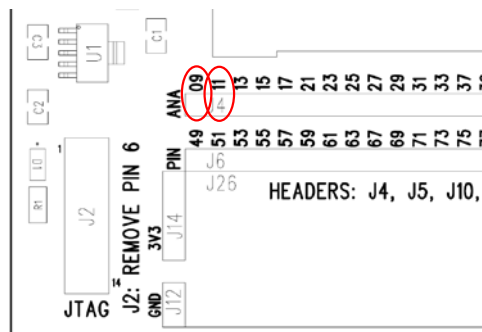 C3
U1
C1
C2
ANA 09 11 13 15 17 21 23 25 27 29 31 33 37
J4
PIN 49 51 53 55 57 59 61 63 67 69 71 73 75
J6
J26
1
D1
R1
J2
14
JTAG
J2: REMOVE PIN 6
3V3
J14
GND
J12
HEADERS: J4, J5, J10,